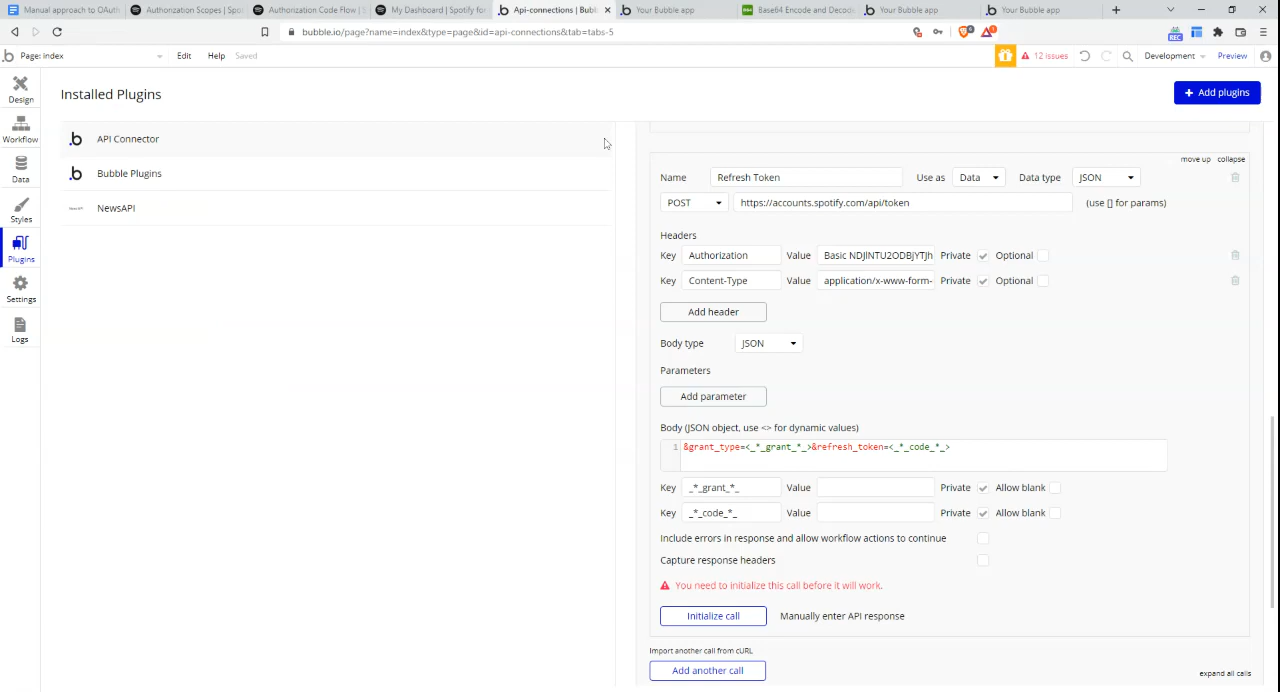 Manual approach to OAuth
Authorization Scopes | Spot
Authorization Code Flow | S
My Dashboard | Spotify for
Api-connections | Bubbl
Your Bubble app
Base64 Encode and Decode
Your Bubble app
Your Bubble app
bubble.io/page?name=index&type=page&id=api-connections&tab=tabs-5
REC
Page: index
Edit
Help
Saved
12 issues
Development
Preview
Design
Workflow
Data
Styles
Plugins
Settings
Logs
Installed Plugins
+ Add plugins
API Connector
Bubble Plugins
NewsAPI
move up
collapse
Name
Refresh Token
Use as
Data
Data type
JSON
POST
https://accounts.spotify.com/api/token
(use [] for params)
Headers
Key
Authorization
Value
Private
Optional
Key
Content-Type
Value
application/x-www-form-
Private
Optional
Add header
Body type
JSON
Parameters
Add parameter
Body (JSON object, use <> for dynamic values)
1
&grant_type=<_*_grant_*_>&refresh_token=<_*_code_*_>
Key
_*_grant_*_
Value
Private
Allow blank
Key
_*_code_*_
Value
Private
Allow blank
Include errors in response and allow workflow actions to continue
Capture response headers
You need to initialize this call before it will work.
Initialize call
Manually enter API response
Import another call from cURL
Add another call
expand all calls